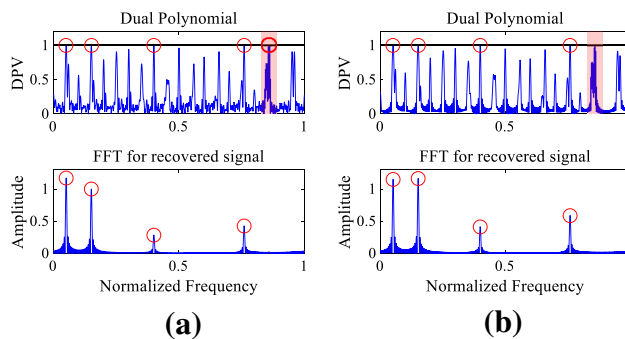 Dual Polynomial
DPV
1
0.5
0
0
0.5
1
FFT for recovered signal
Amplitude
1
0.5
0
0
0.5
1
Normalized Frequency
(a)
Dual Polynomial
DPV
1
0.5
0
0
0.5
FFT for recovered signal
Amplitude
1
0.5
0
0
0.5
Normalized Frequency
(b)